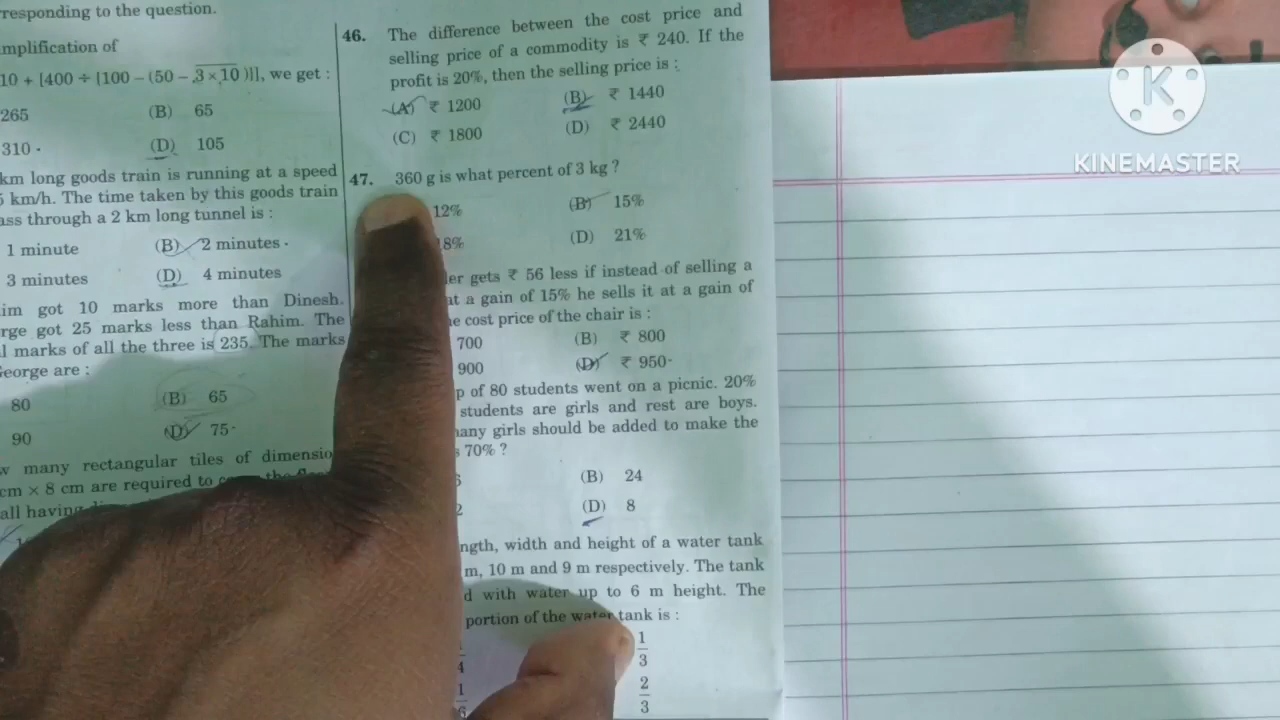 responding to the question.
mplification of
10 + [400 ÷ {100 – (50 – 3 × 10 )}], we get :
265
(B) 65
310
(D) 105
km long goods train is running at a speed
km/h. The time taken by this goods train
ass through a 2 km long tunnel is :
1 minute
(B) 2 minutes
3 minutes
(D) 4 minutes
im got 10 marks more than Dinesh.
rge got 25 marks less than Rahim. The
l marks of all the three is 235. The marks
George are :
80
(B) 65
90
(D) 75
w many rectangular tiles of dimensio
cm × 8 cm are required to
all having
46. The difference between the cost price and
selling price of a commodity is ₹ 240. If the
profit is 20%, then the selling price is :
(A) ₹ 1200
(B) ₹ 1440
(C) ₹ 1800
(D) ₹ 2440
47. 360 g is what percent of 3 kg ?
12%
(B) 15%
8%
(D) 21%
er gets ₹ 56 less if instead of selling a
at a gain of 15% he sells it at a gain of
e cost price of the chair is :
700
(B) ₹ 800
900
(D) ₹ 950
p of 80 students went on a picnic. 20%
students are girls and rest are boys.
any girls should be added to make the
70% ?
(B) 24
2
(D) 8
ngth, width and height of a water tank
m, 10 m and 9 m respectively. The tank
d with water up to 6 m height. The
portion of the water tank is :
1/4
1/3
1/6
2/3
K
KINEMASTER